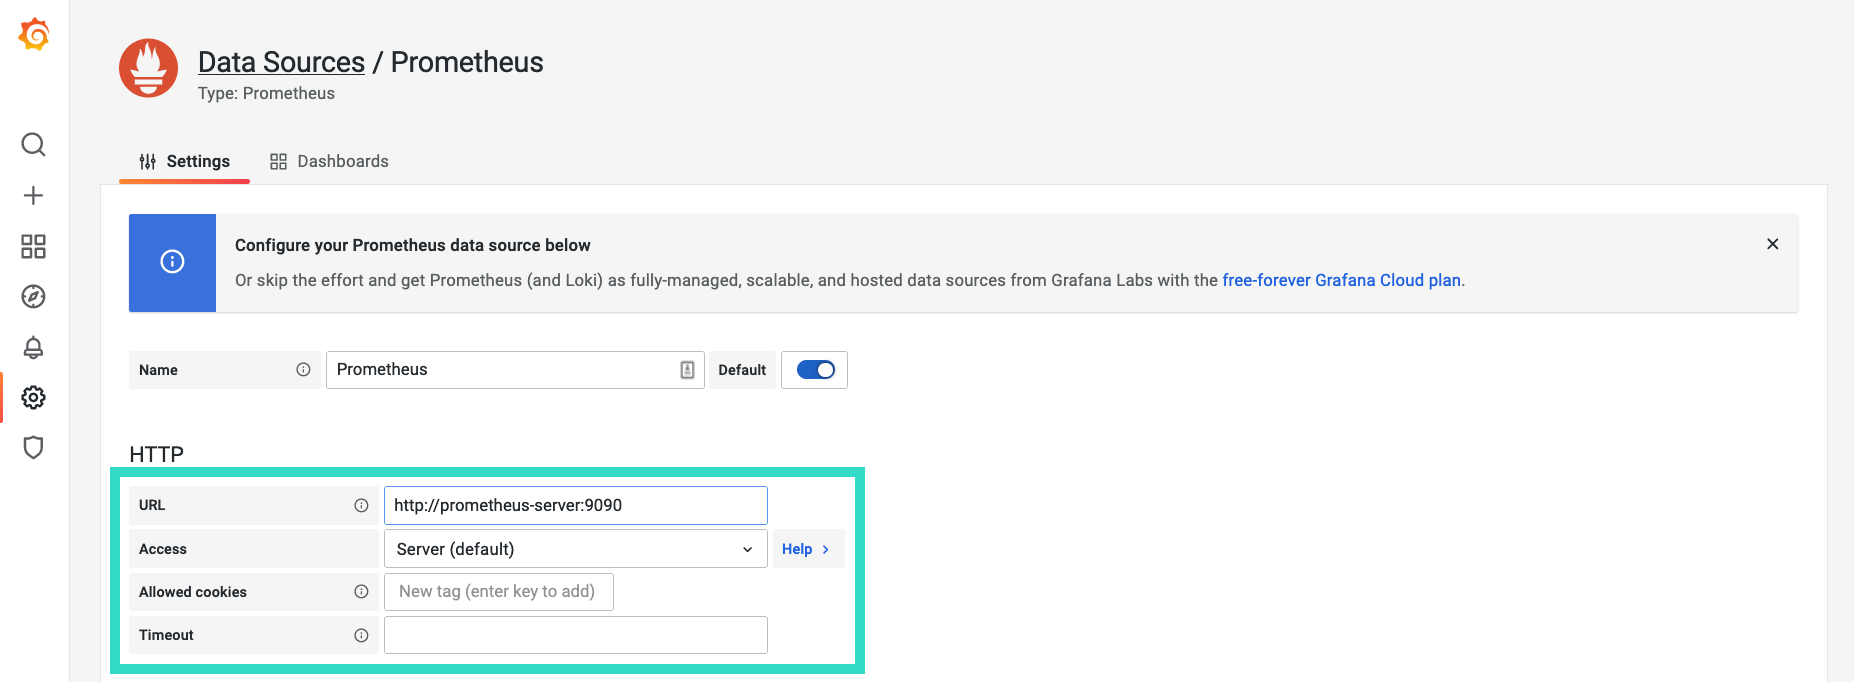 Data Sources / Prometheus
Type: Prometheus
Settings
Dashboards
Configure your Prometheus data source below
Or skip the effort and get Prometheus (and Loki) as fully-managed, scalable, and hosted data sources from Grafana Labs with the free-forever Grafana Cloud plan.
Name
Prometheus
Default
HTTP
URL
http://prometheus-server:9090
Access
Server (default)
Help
Allowed cookies
New tag (enter key to add)
Timeout